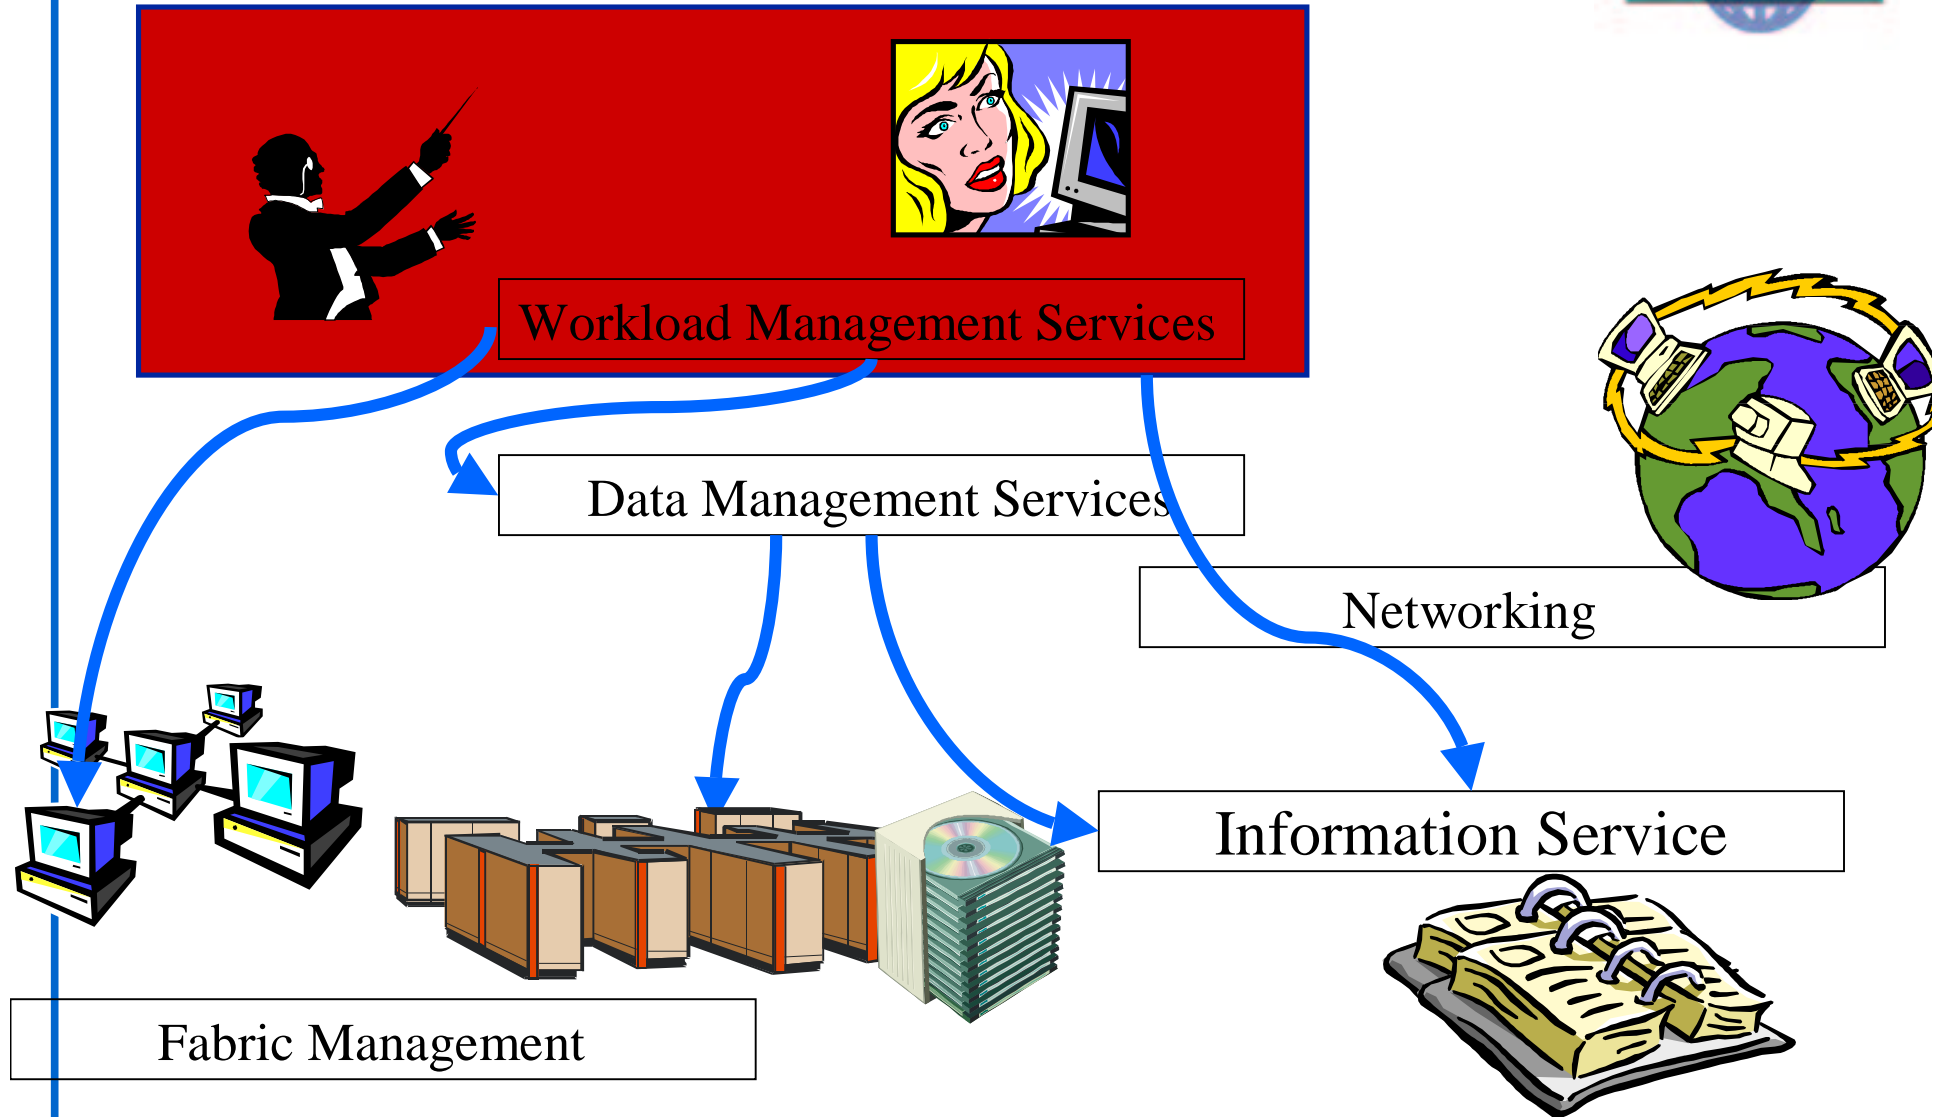 Workload Management Services
Data Management Services
Networking
Information Service
Fabric Management